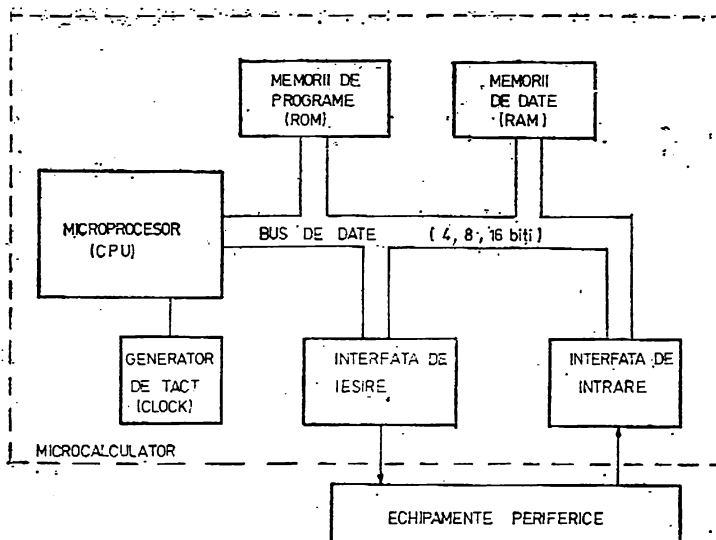 MEMORII DE
PROGRAME
(ROM)
MEMORII
DE DATE
(RAM)
MICROPROCESOR
(CPU)
BUS DE DATE (4, 8, 16 biți)
GENERATOR
DE TACT
(CLOCK)
INTERFATA DE
IESIRE
INTERFATA DE
INTRARE
MICROCALCULATOR
ECHIPAMENTE PERIFERICE